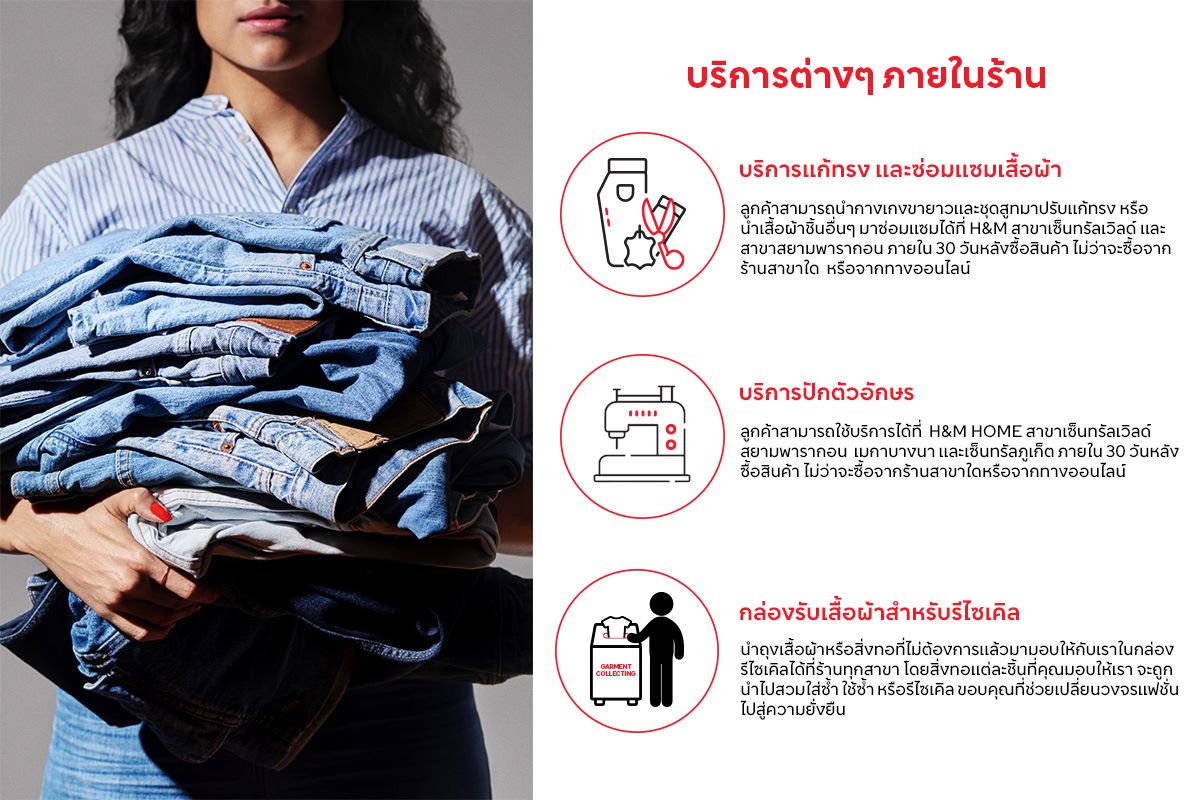 บริการต่างๆ ภายในร้าน
บริการแก้ทรง และซ่อมแซมเสื้อผ้า
ลูกค้าสามารถนำกางเกงขายาวและชุดสูทมาปรับแก้ทรง หรือ
นำเสื้อผ้าชิ้นอื่นๆ มาซ่อมแซมได้ที่ H&M สาขาเซ็นทรัลเวิลด์ และ
สาขาสยามพารากอน ภายใน 30 วันหลังซื้อสินค้า ไม่ว่าจะซื้อจาก
ร้านสาขาใด หรือจากทางออนไลน์
บริการปักตัวอักษร
ลูกค้าสามารถใช้บริการได้ที่ H&M HOME สาขาเซ็นทรัลเวิลด์
สยามพารากอน เมกาบางนา และเซ็นทรัลภูเก็ต ภายใน 30 วันหลัง
ซื้อสินค้า ไม่ว่าจะซื้อจากร้านสาขาใดหรือจากทางออนไลน์
GARMENT
COLLECTING
กล่องรับเสื้อผ้าสำหรับรีไซเคิล
นำถุงเสื้อผ้าหรือสิ่งทอที่ไม่ต้องการแล้วมามอบให้กับเราในกล่อง
รีไซเคิลได้ที่ร้านทุกสาขา โดยสิ่งทอแต่ละชิ้นที่คุณมอบให้เรา จะถูก
นำไปสวมใส่ซ้ำ ใช้ซ้ำ หรือรีไซเคิล ขอบคุณที่ช่วยเปลี่ยนวงจรแฟชั่น
ไปสู่ความยั่งยืน